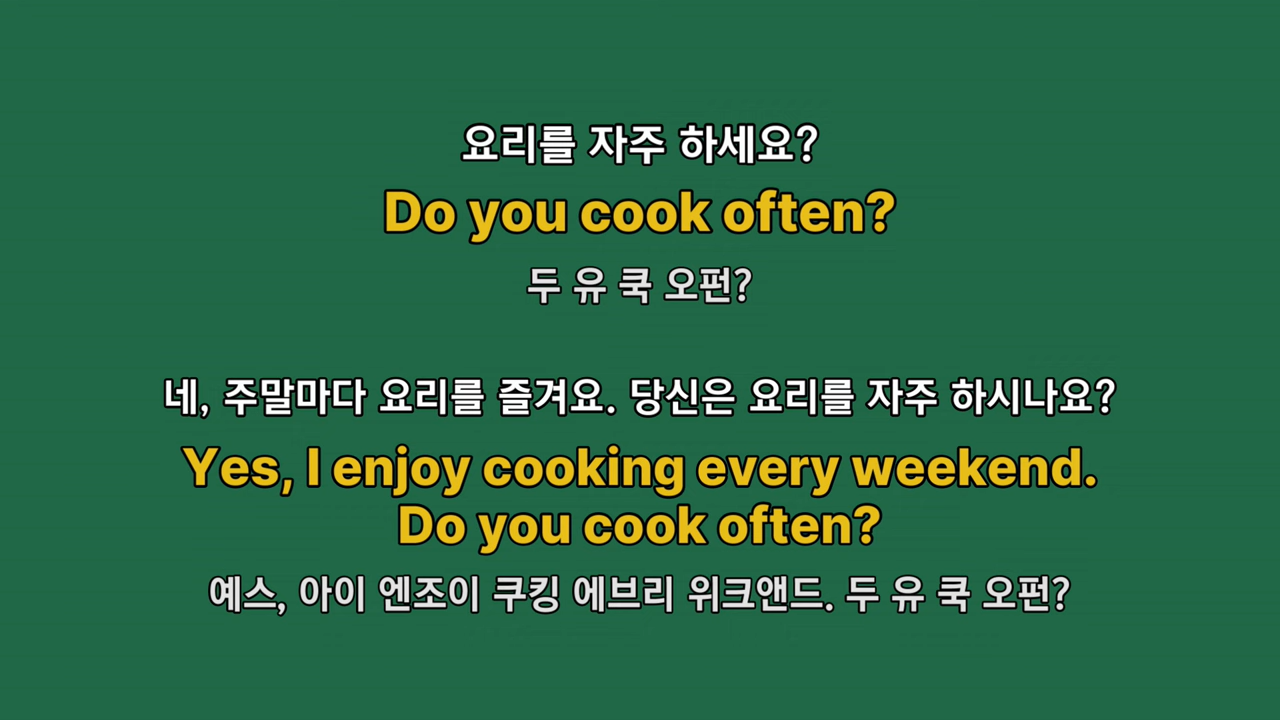 요리를 자주 하세요?
Do you cook often?
두 유 쿡 오펀?
네, 주말마다 요리를 즐겨요. 당신은 요리를 자주 하시나요?
Yes, I enjoy cooking every weekend.
Do you cook often?
예스, 아이 엔조이 쿠킹 에브리 위크앤드. 두 유 쿡 오펀?